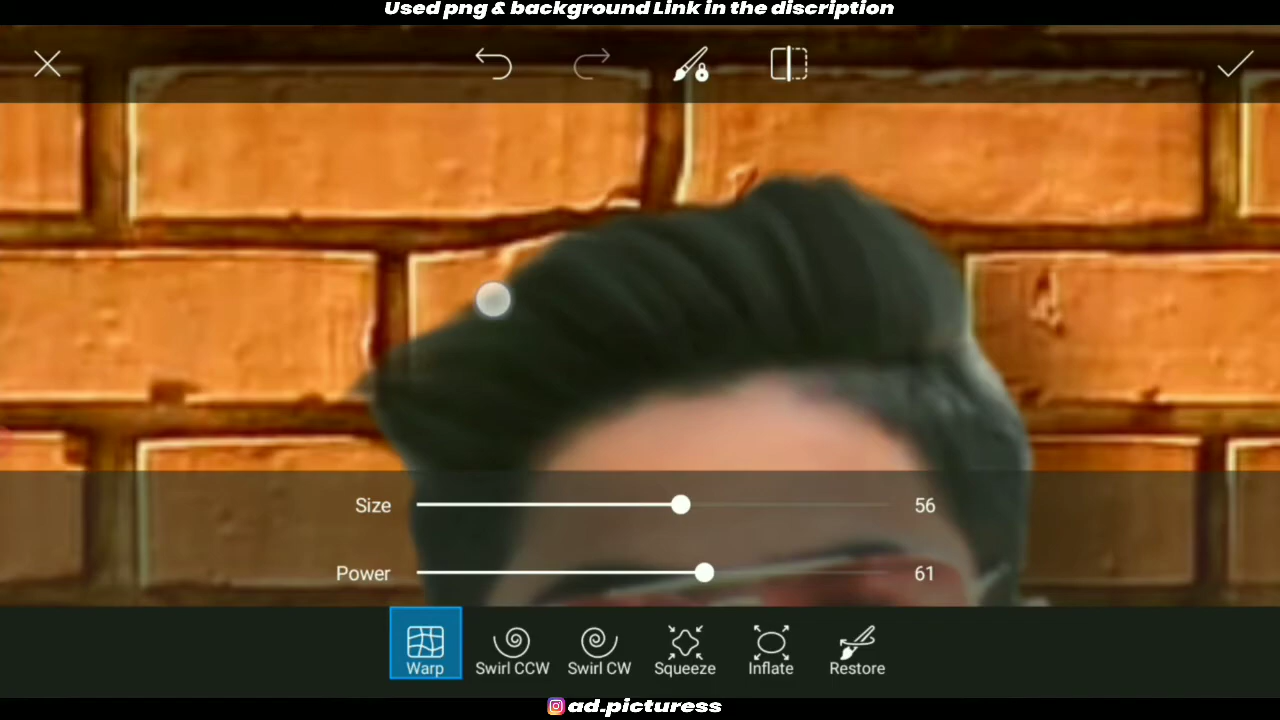 Used png & background Link in the discription
Size 56
Power 61
Warp Swirl CCW Swirl CW Squeeze Inflate Restore
ad.picturess